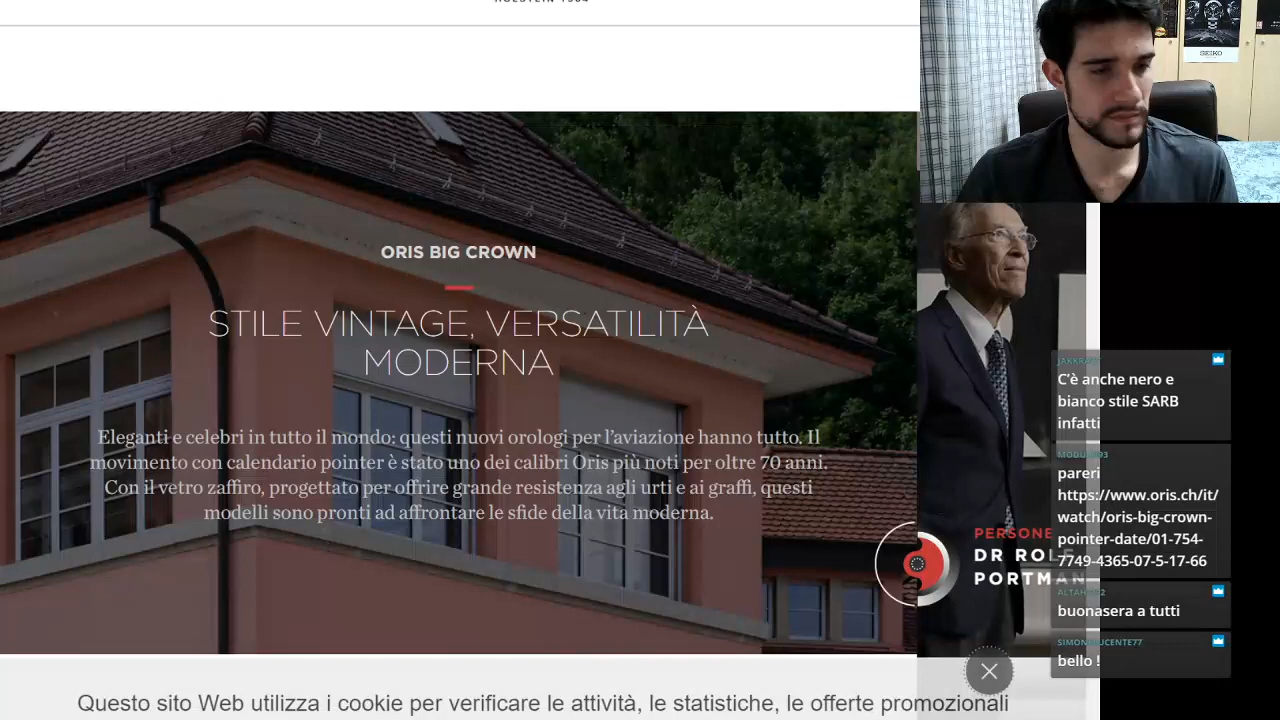 HÖLSTEIN 1904
SEIKO
ORIS BIG CROWN
STILE VINTAGE, VERSATILITÀ
MODERNA
Eleganti e celebri in tutto il mondo: questi nuovi orologi per l'aviazione hanno tutto. Il
movimento con calendario pointer è stato uno dei calibri Oris più noti per oltre 70 anni.
Con il vetro zaffiro, progettato per offrire grande resistenza agli urti e ai graffi, questi
modelli sono pronti ad affrontare le sfide della vita moderna.
PERSONE
DR ROLF
PORTMAN
C'è anche nero e
bianco stile SARB
infatti
pareri
https://www.oris.ch/it/
watch/oris-big-crown-
pointer-date/01-754-
7749-4365-07-5-17-66
buonasera a tutti
bello !
Questo sito Web utilizza i cookie per verificare le attività, le statistiche, le offerte promozionali